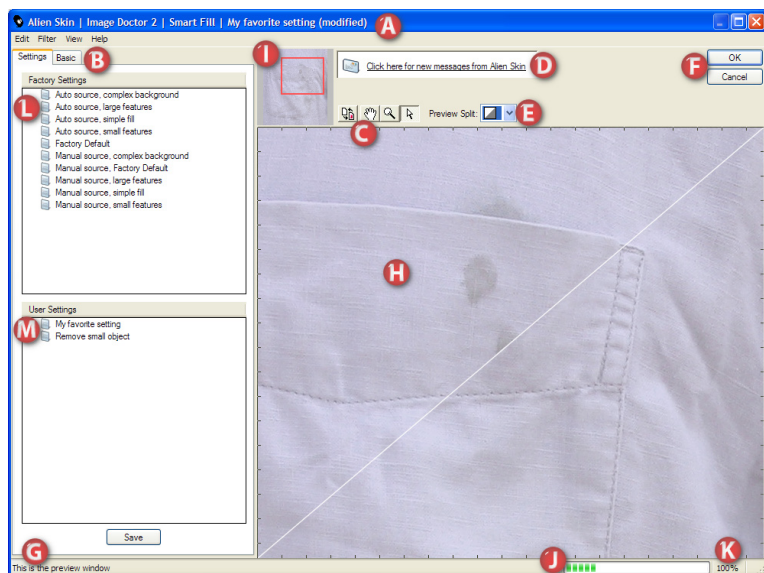 Alien Skin | Image Doctor 2 | Smart Fill | My favorite setting (modified)
A
Edit Filter View Help
Settings Basic
B
I
Click here for new messages from Alien Skin
D
F
OK
Cancel
Factory Settings
L
Auto source, complex background
Auto source, large features
Auto source, simple fill
Auto source, small features
Factory Default
Manual source, complex background
Manual source, Factory Default
Manual source, large features
Manual source, simple fill
Manual source, small features
C
Preview Split:
E
H
User Settings
M
My favorite setting
Remove small object
Save
G
This is the preview window
J
K
100%